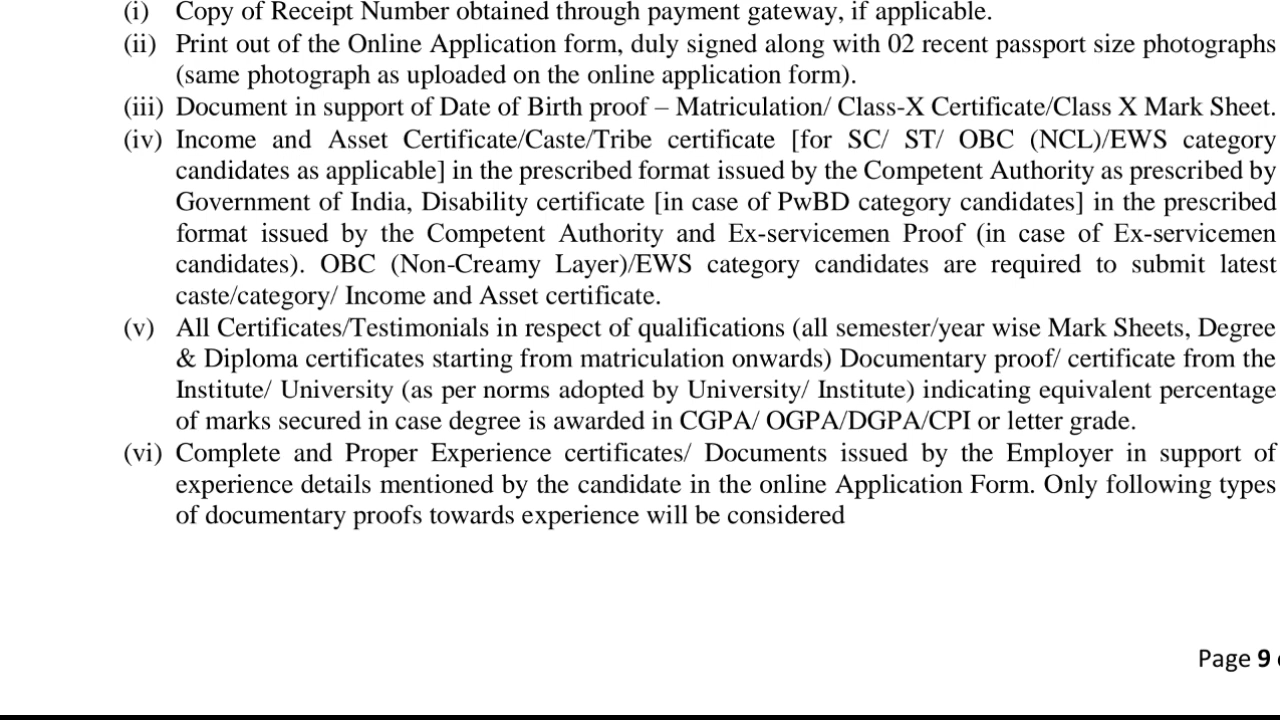 (i) Copy of Receipt Number obtained through payment gateway, if applicable.
(ii) Print out of the Online Application form, duly signed along with 02 recent passport size photographs
(same photograph as uploaded on the online application form).
(iii) Document in support of Date of Birth proof – Matriculation/ Class-X Certificate/Class X Mark Sheet.
(iv) Income and Asset Certificate/Caste/Tribe certificate [for SC/ ST/ OBC (NCL)/EWS category
candidates as applicable] in the prescribed format issued by the Competent Authority as prescribed by
Government of India, Disability certificate [in case of PwBD category candidates] in the prescribed
format issued by the Competent Authority and Ex-servicemen Proof (in case of Ex-servicemen
candidates). OBC (Non-Creamy Layer)/EWS category candidates are required to submit latest
caste/category/ Income and Asset certificate.
(v) All Certificates/Testimonials in respect of qualifications (all semester/year wise Mark Sheets, Degree
& Diploma certificates starting from matriculation onwards) Documentary proof/ certificate from the
Institute/ University (as per norms adopted by University/ Institute) indicating equivalent percentage
of marks secured in case degree is awarded in CGPA/ OGPA/DGPA/CPI or letter grade.
(vi) Complete and Proper Experience certificates/ Documents issued by the Employer in support of
experience details mentioned by the candidate in the online Application Form. Only following types
of documentary proofs towards experience will be considered
Page 9